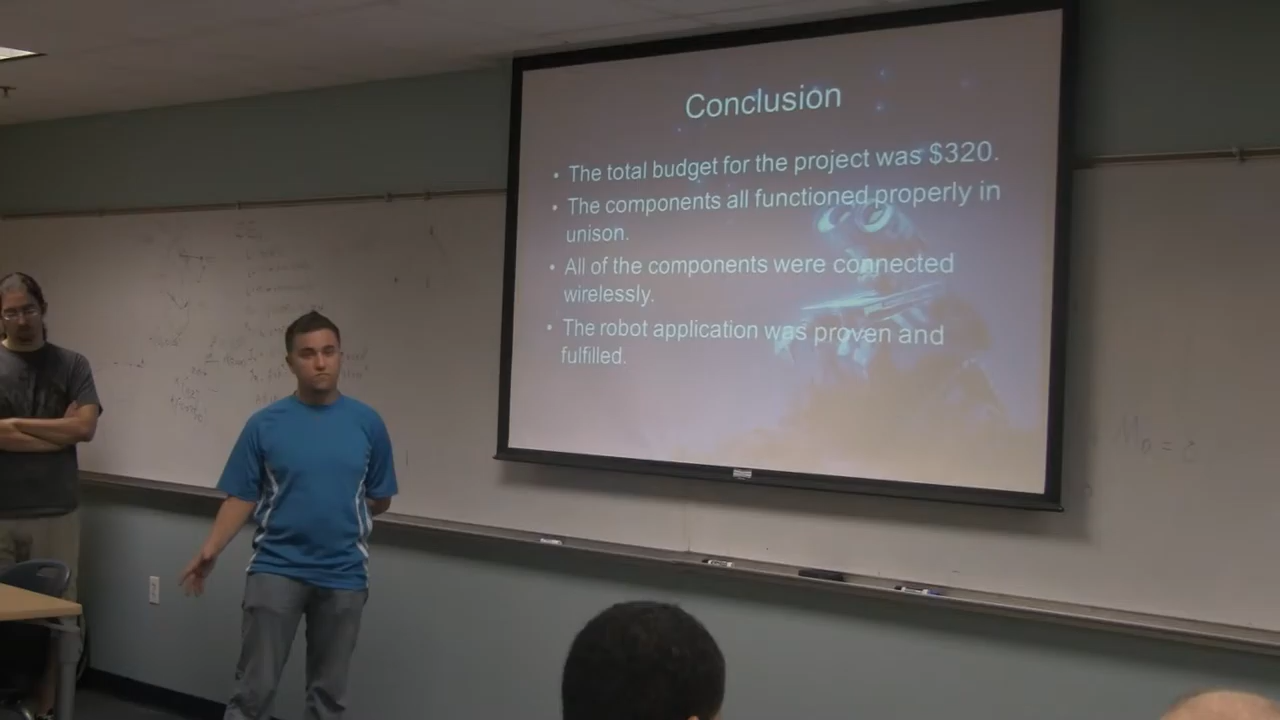 Conclusion
• The total budget for the project was $320.
• The components all functioned properly in
unison.
• All of the components were connected
wirelessly.
• The robot application was proven and
fulfilled.